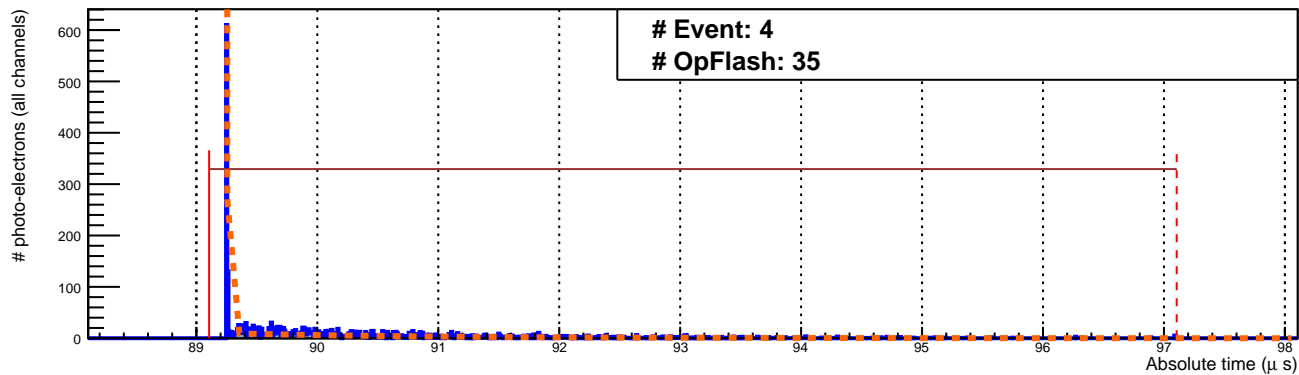 # Event: 4
# OpFlash: 35
# photo-electrons (all channels)
600
500
400
300
200
100
0
89 90 91 92 93 94 95 96 97 98
Absolute time (μ s)